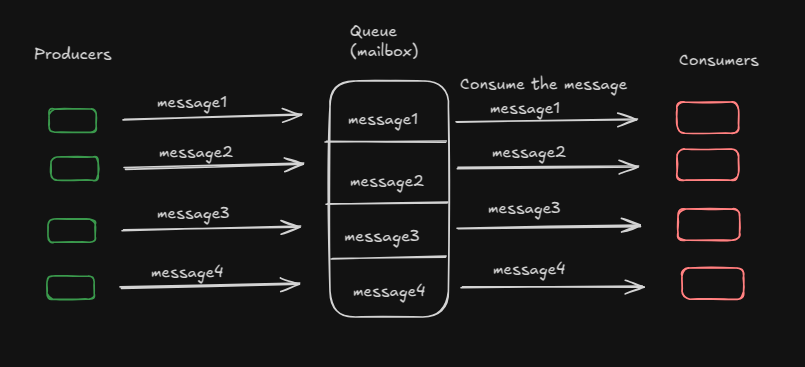 Producers
Queue
(mailbox)
Consumers
Consume the message
message1
message1
message1
message2
message2
message2
message3
message3
message3
message4
message4
message4